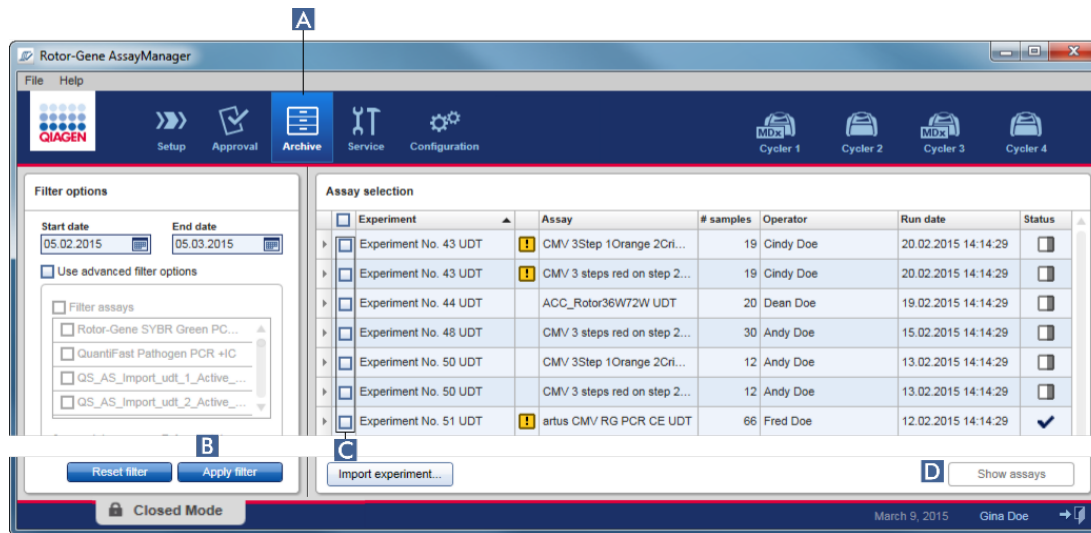 A
Rotor-Gene AssayManager
File Help
QIAGEN
Setup Approval Archive Service Configuration
MDx MDx
Cycler 1 Cycler 2 Cycler 3 Cycler 4
Filter options
Start date End date
05.02.2015 05.03.2015
Use advanced filter options
Filter assays
Rotor-Gene SYBR Green PC...
QuantiFast Pathogen PCR +IC
QS_AS_Import_udt_1_Active_...
QS_AS_Import_udt_2_Active_...
Assay selection
Experiment Assay # samples Operator Run date Status
Experiment No. 43 UDT ! CMV 3Step 1Orange 2Cri... 19 Cindy Doe 20.02.2015 14:14:29
Experiment No. 43 UDT ! CMV 3 steps red on step 2... 19 Cindy Doe 20.02.2015 14:14:29
Experiment No. 44 UDT ACC_Rotor36W72W UDT 20 Dean Doe 19.02.2015 14:14:29
Experiment No. 48 UDT CMV 3 steps red on step 2... 30 Andy Doe 15.02.2015 14:14:29
Experiment No. 50 UDT CMV 3Step 1Orange 2Cri... 12 Andy Doe 13.02.2015 14:14:29
Experiment No. 50 UDT CMV 3 steps red on step 2... 12 Andy Doe 13.02.2015 14:14:29
Experiment No. 51 UDT ! artus CMV RG PCR CE UDT 66 Fred Doe 12.02.2015 14:14:29
B
C
Reset filter Apply filter
Import experiment...
D
Show assays
Closed Mode
March 9, 2015 Gina Doe